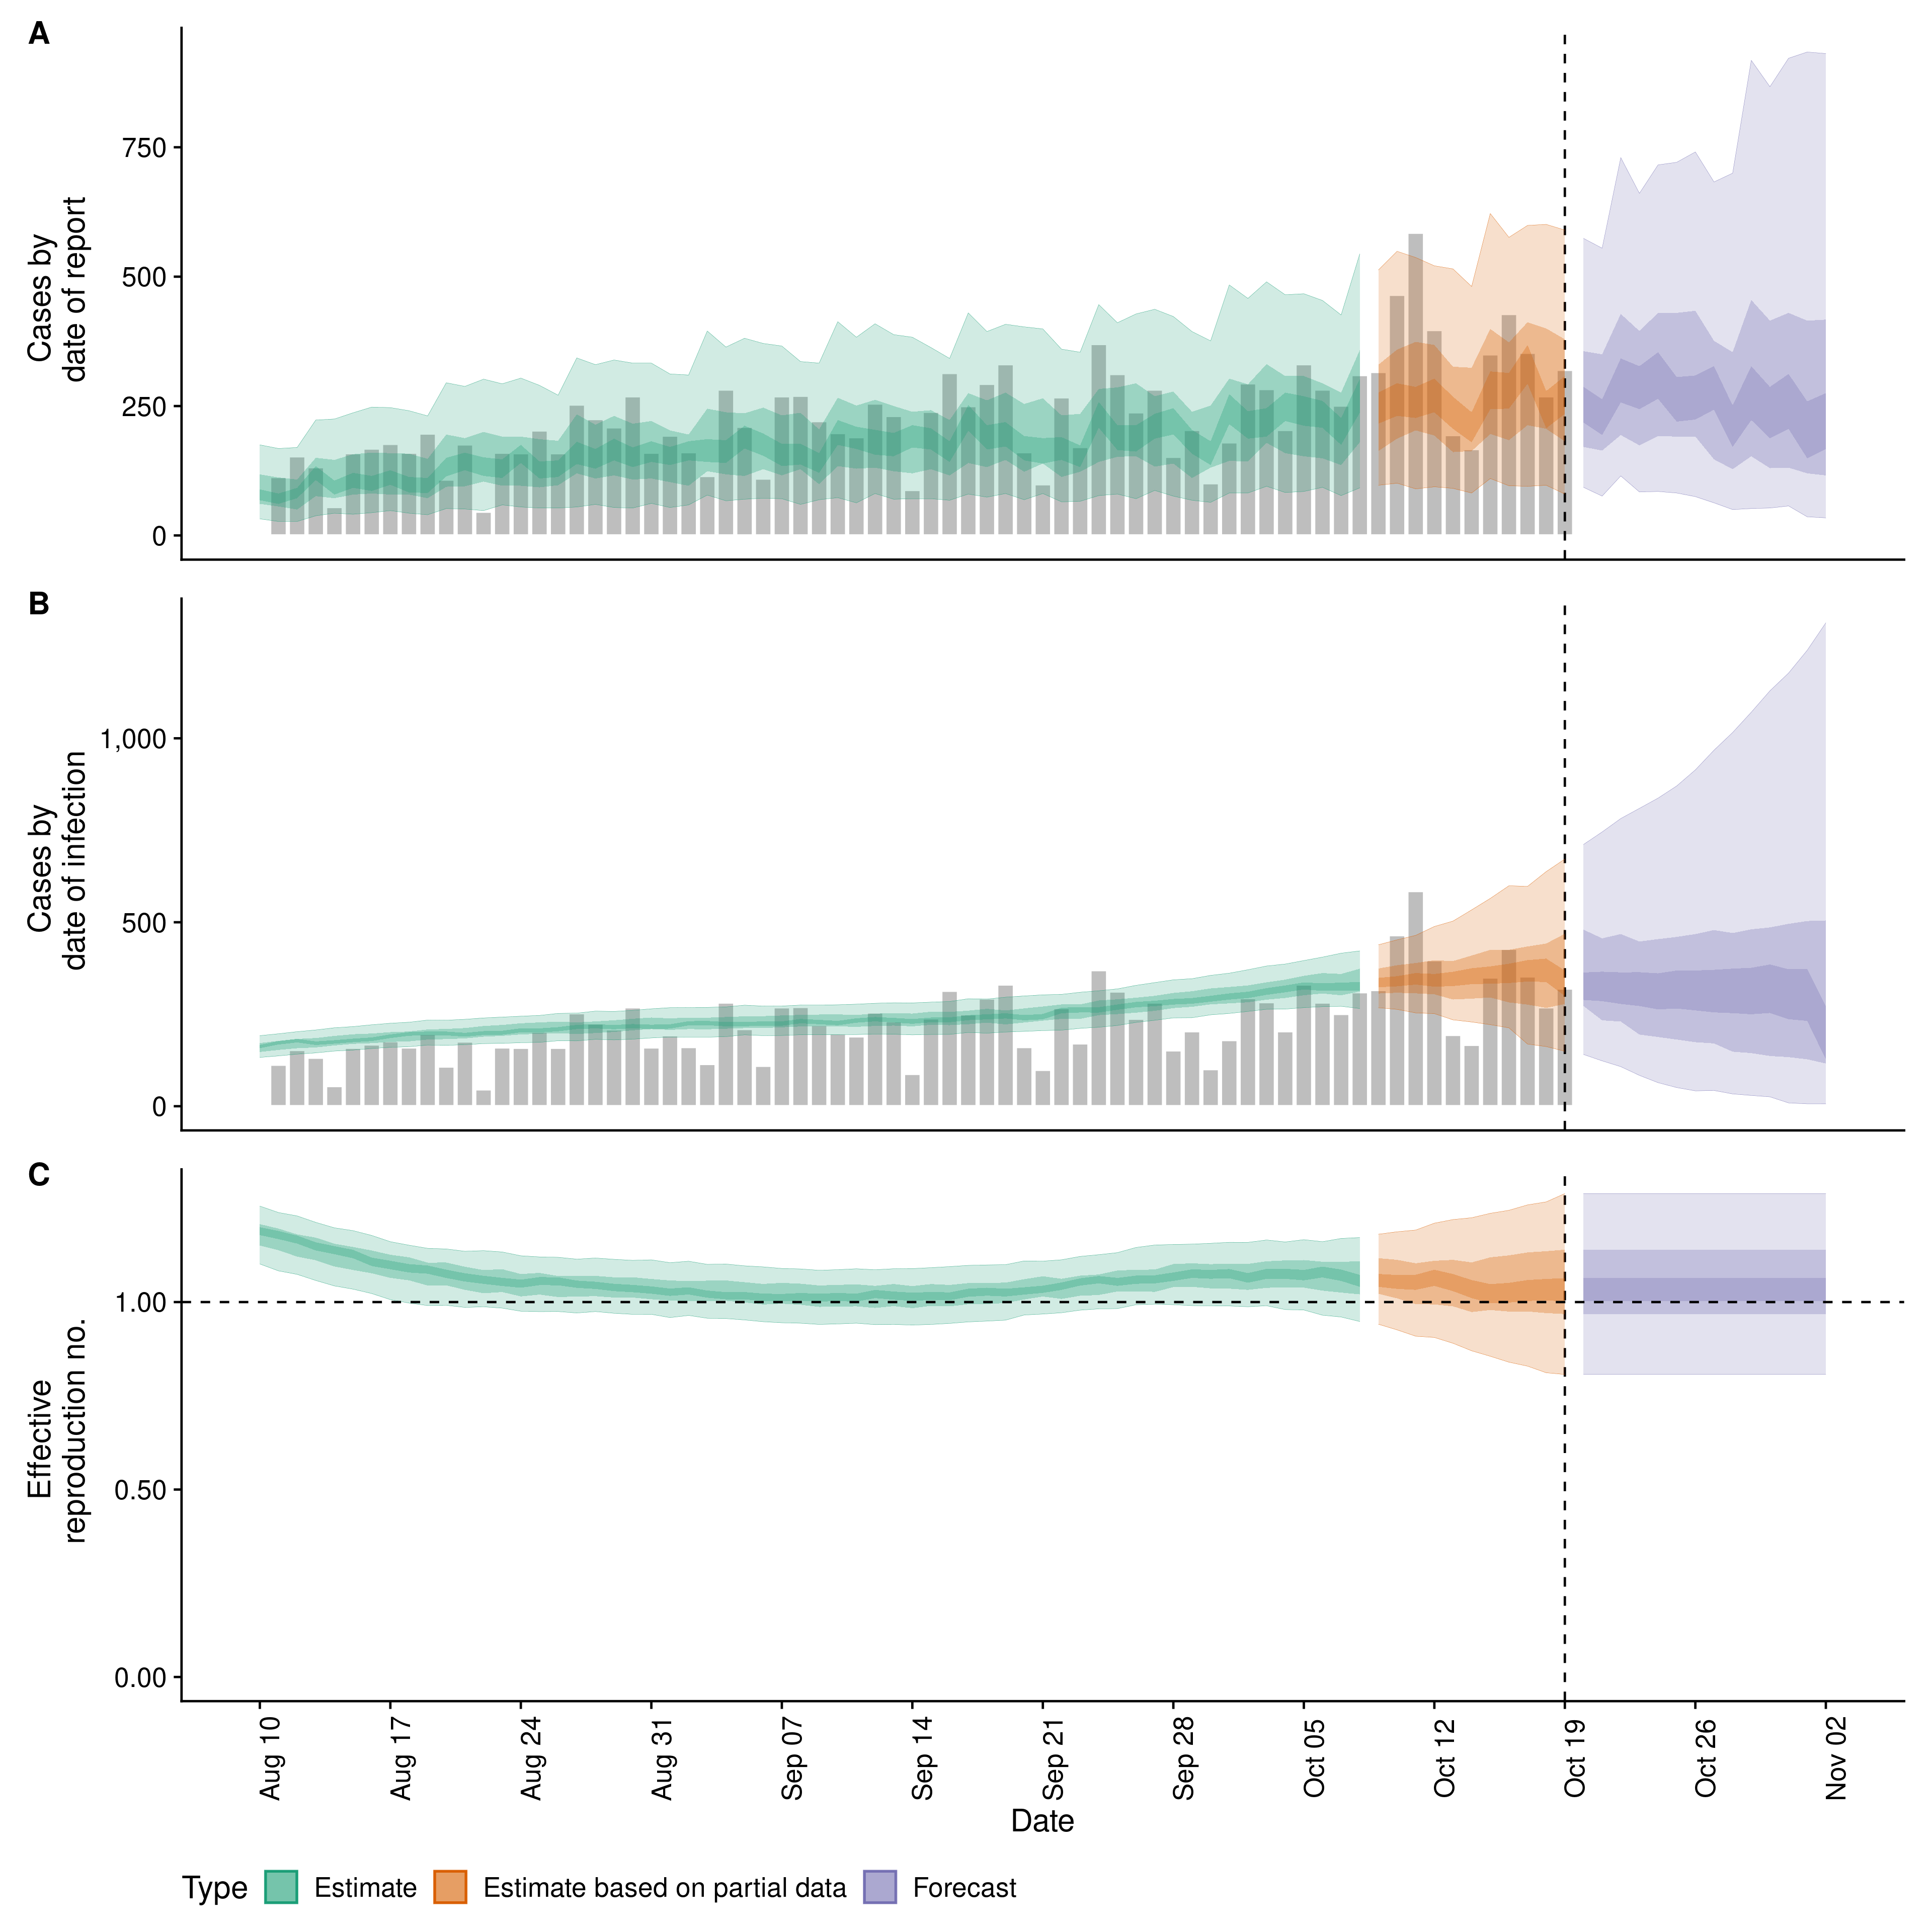 A
Cases by
date of report
750
500
250
0
B
Cases by
date of infection
1,000
500
0
C
Effective
reproduction no.
1.00
0.50
0.00
Aug 10
Aug 17
Aug 24
Aug 31
Sep 07
Sep 14
Sep 21
Sep 28
Oct 05
Oct 12
Oct 19
Oct 26
Nov 02
Date
Type Estimate Estimate based on partial data Forecast